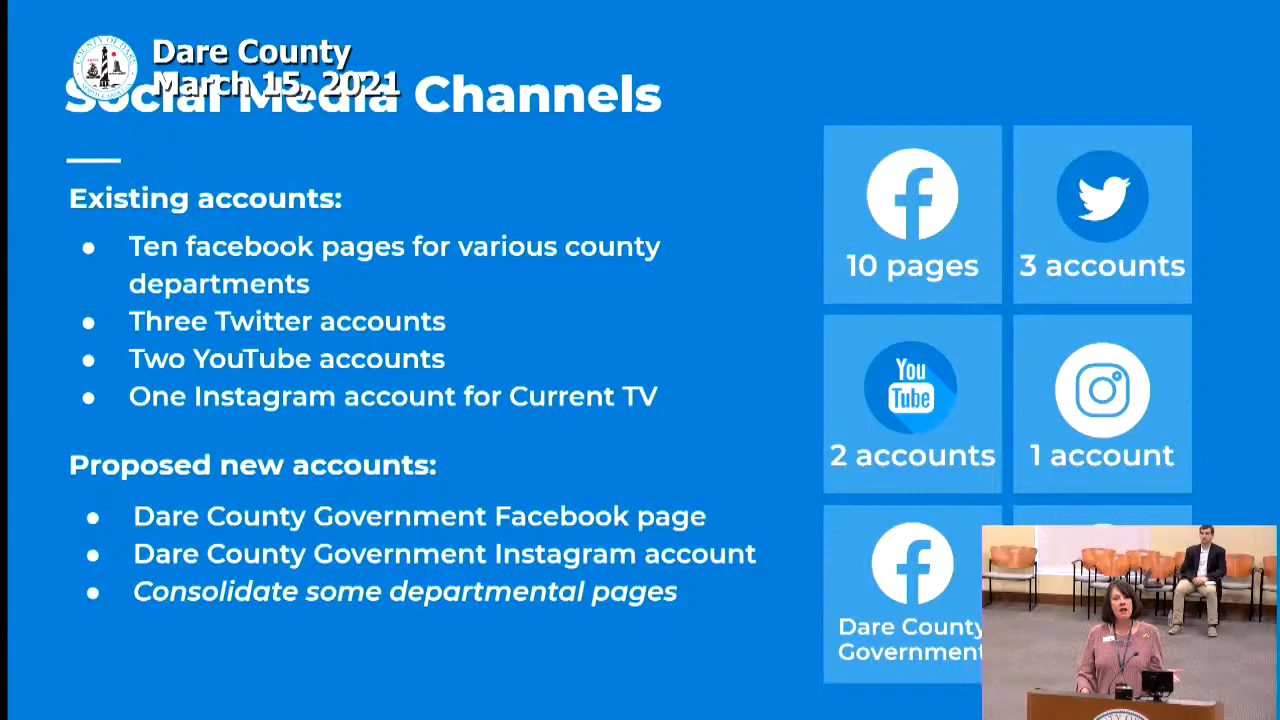 Dare County
March 15, 2021
Social Media Channels
Existing accounts:
● Ten facebook pages for various county
departments
● Three Twitter accounts
● Two YouTube accounts
● One Instagram account for Current TV
Proposed new accounts:
● Dare County Government Facebook page
● Dare County Government Instagram account
● Consolidate some departmental pages
10 pages
3 accounts
You
Tube
2 accounts
1 account
Dare County
Government